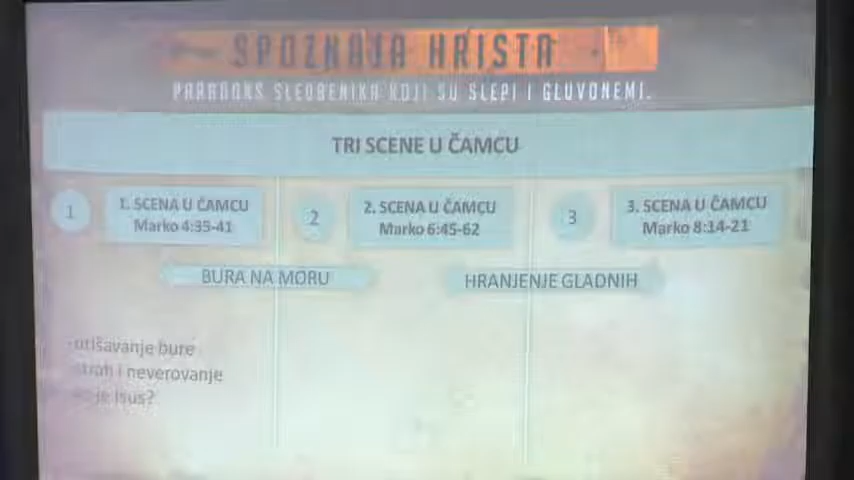 SPOZNAJA HRISTA
PARADOKS SLEDBENIKA KOJI SU SLEPI I GLUVONEMI.
TRI SCENE U ČAMCU
1
1. SCENA U ČAMCU
Marko 4:35-41
2
2. SCENA U ČAMCU
Marko 6:45-62
3
3. SCENA U ČAMCU
Marko 8:14-21
BURA NA MORU
HRANJENJE GLADNIH
-utišavanje bure
strah i neverovanje
je Isus?